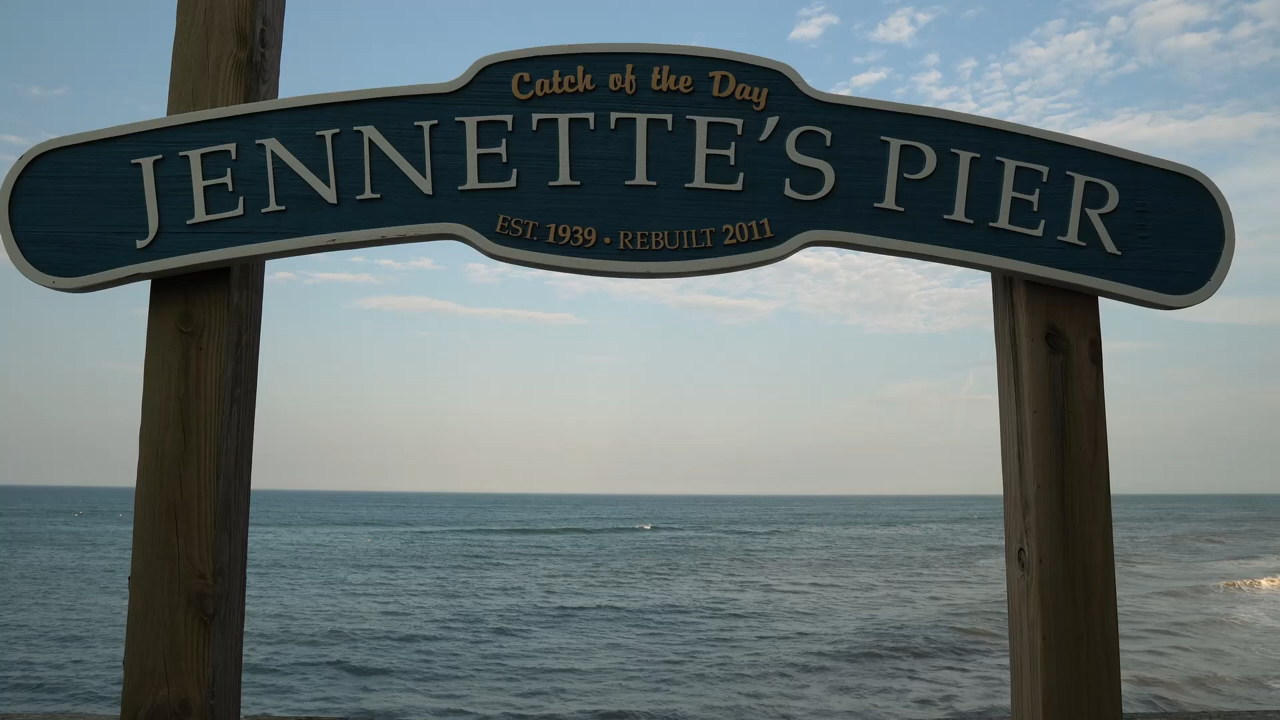 Catch of the Day
JENNETTE'S PIER
EST. 1939 • REBUILT 2011